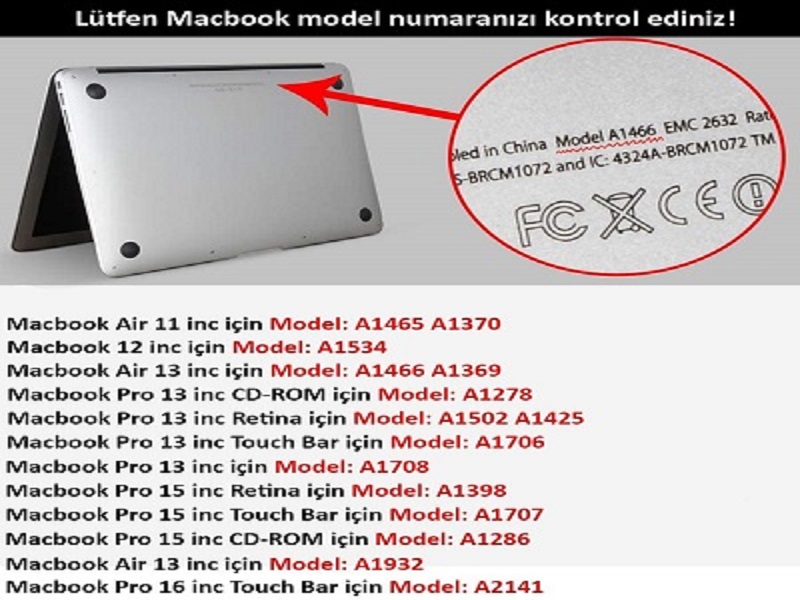 Lütfen Macbook model numaranızı kontrol ediniz!
Model A1466 EMC 2632
in China
-BRCM1072 and IC: 4324A-BRCM1072 TM
FC CE
Macbook Air 11 inc için Model: A1465 A1370
Macbook 12 inc için Model: A1534
Macbook Air 13 inc için Model: A1466 A1369
Macbook Pro 13 inc CD-ROM için Model: A1278
Macbook Pro 13 inc Retina için Model: A1502 A1425
Macbook Pro 13 inc Touch Bar için Model: A1706
Macbook Pro 13 inc için Model: A1708
Macbook Pro 15 inc Retina için Model: A1398
Macbook Pro 15 inc Touch Bar için Model: A1707
Macbook Pro 15 inc CD-ROM için Model: A1286
Macbook Air 13 inc için Model: A1932
Macbook Pro 16 inc Touch Bar için Model: A2141